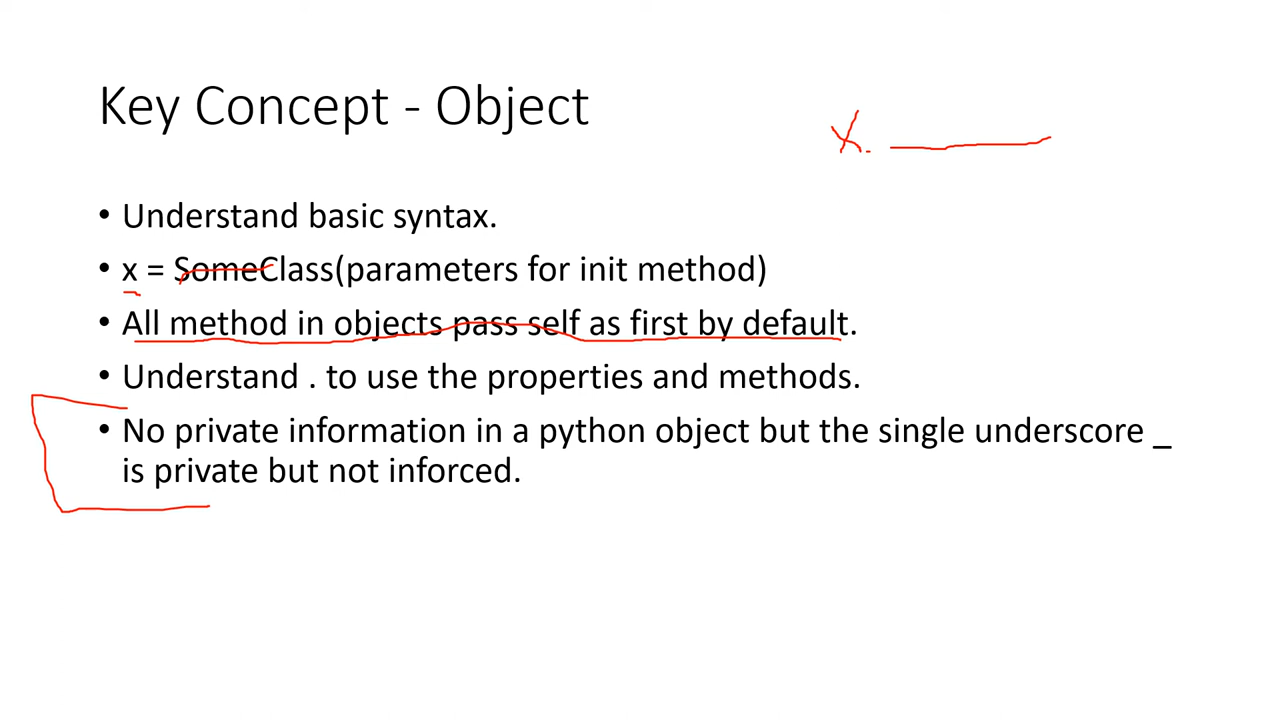 Key Concept - Object
X. ______
• Understand basic syntax.
• x = SomeClass(parameters for init method)
• All method in objects pass self as first by default.
• Understand . to use the properties and methods.
• No private information in a python object but the single underscore _
is private but not inforced.